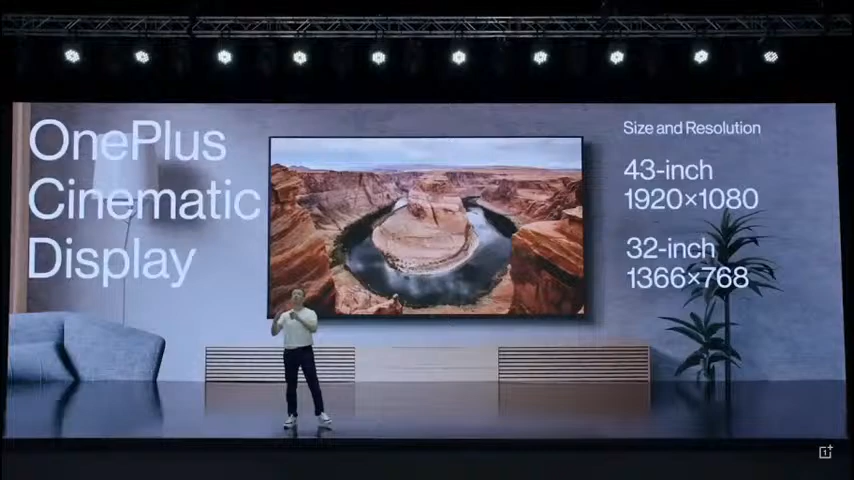 OnePlus
Cinematic
Display
Size and Resolution
43-inch
1920×1080
32-inch
1366×768